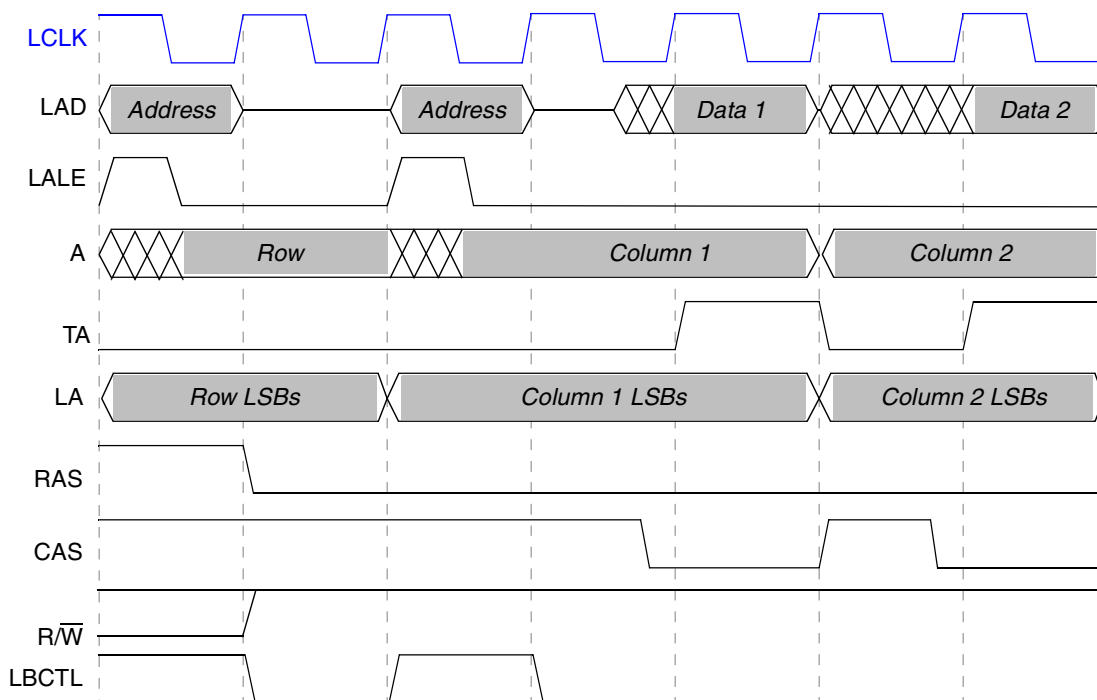 LCLK
LAD Address Address Data 1 Data 2
LALE
A Row Column 1 Column 2
TA
LA Row LSBs Column 1 LSBs Column 2 LSBs
RAS
CAS
R/W̅
LBCTL